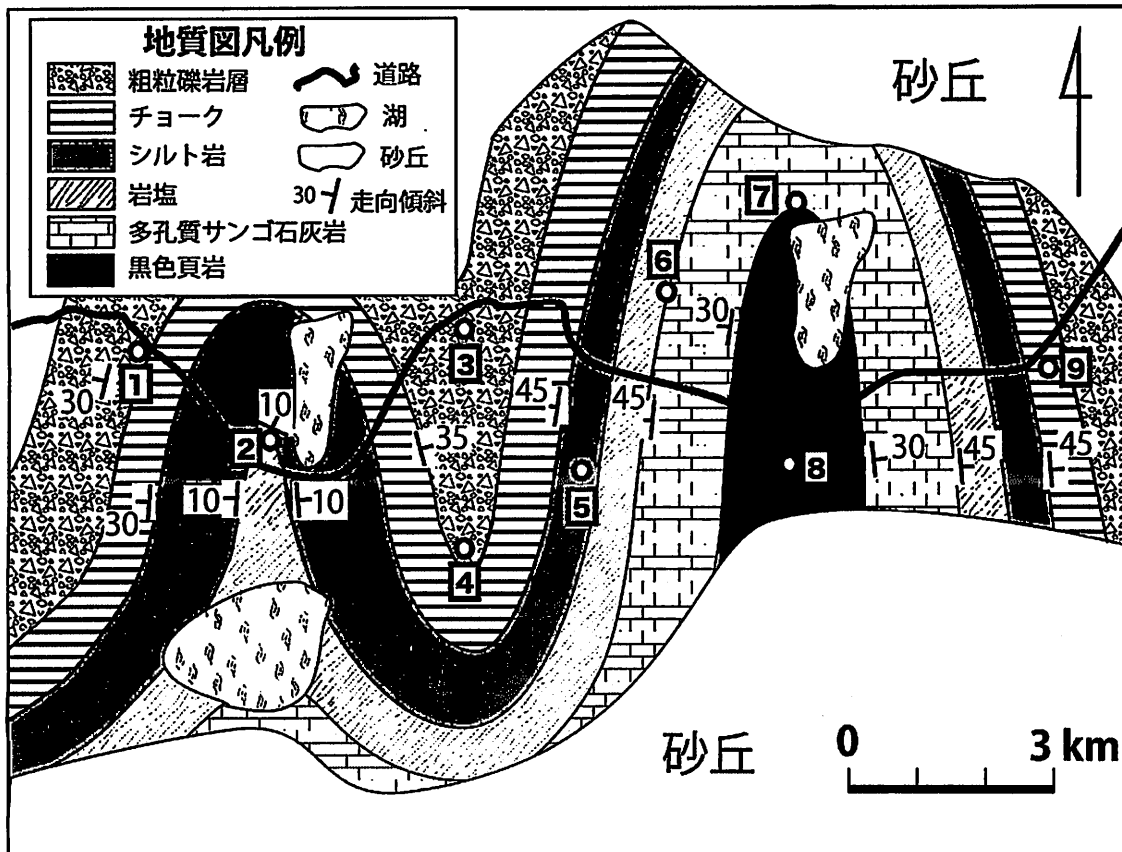 地質図凡例
粗粒礫岩層
チョーク
シルト岩
岩塩
多孔質サンゴ石灰岩
黒色頁岩
道路
湖
砂丘
30 走向傾斜
砂丘
7
6
30
1
30
3
9
10
2
35
45
45
8
30
45
45
5
30
10
10
4
砂丘
0 3 km